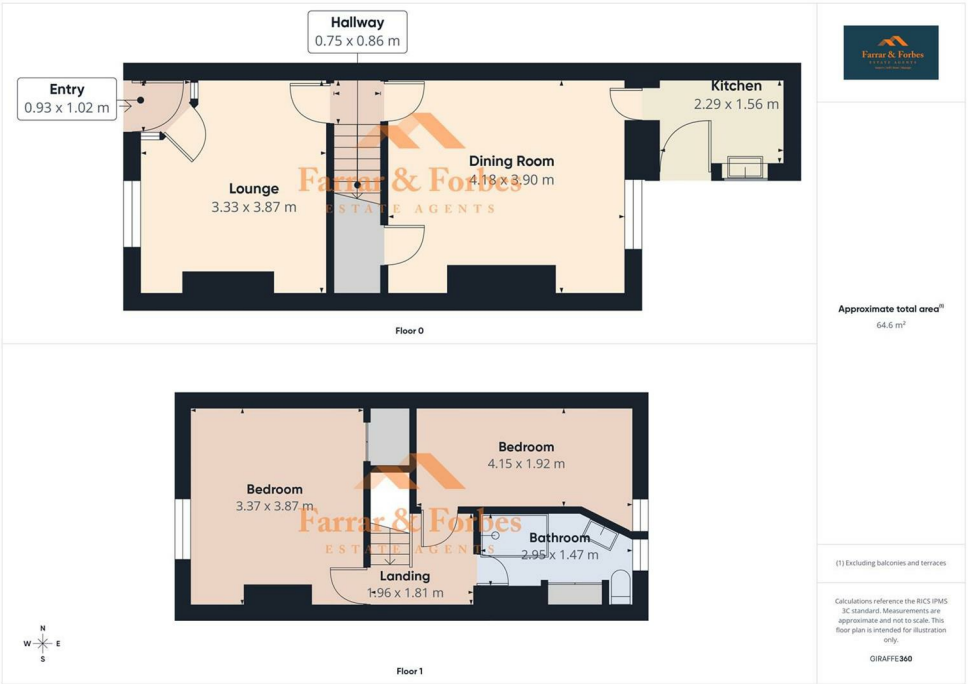 Hallway
0.75 x 0.86 m
Entry
0.93 x 1.02 m
Kitchen
2.29 x 1.56 m
Dining Room
4.18 x 3.90 m
Lounge
3.33 x 3.87 m
Farrar & Forbes
ESTATE AGENTS
Floor 0
Bedroom
4.15 x 1.92 m
Bedroom
3.37 x 3.87 m
Farrar & Forbes
ESTATE AGENTS
Bathroom
2.95 x 1.47 m
Landing
1.96 x 1.81 m
N
W E
S
Floor 1
Farrar & Forbes
ESTATE AGENTS
Approximate total area(1)
64.6 m²
(1) Excluding balconies and terraces
Calculations reference the RICS IPMS
3C standard. Measurements are
approximate and not to scale. This
floor plan is intended for illustration
only.
GIRAFFE360